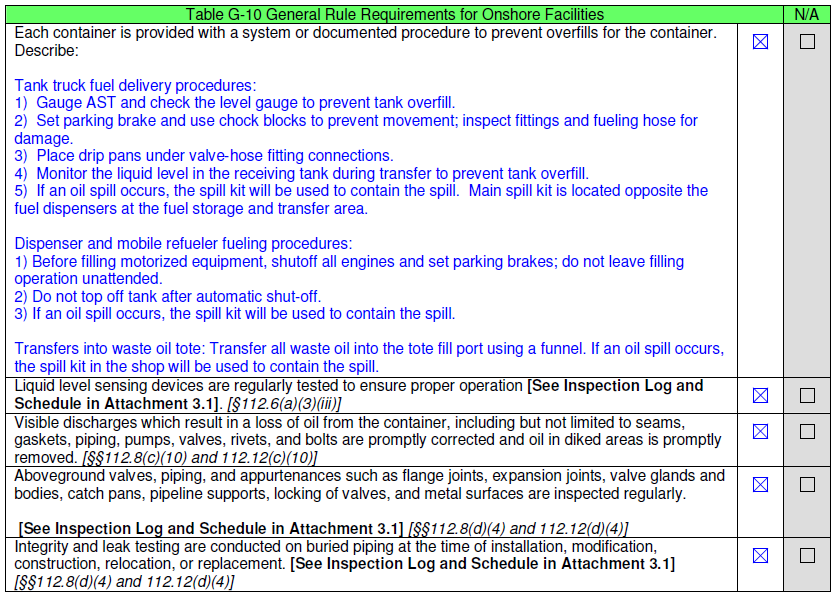 Table G-10 General Rule Requirements for Onshore Facilities N/A
Each container is provided with a system or documented procedure to prevent overfills for the container.
Describe:
Tank truck fuel delivery procedures:
1) Gauge AST and check the level gauge to prevent tank overfill.
2) Set parking brake and use chock blocks to prevent movement; inspect fittings and fueling hose for
damage.
3) Place drip pans under valve-hose fitting connections.
4) Monitor the liquid level in the receiving tank during transfer to prevent tank overfill.
5) If an oil spill occurs, the spill kit will be used to contain the spill. Main spill kit is located opposite the
fuel dispensers at the fuel storage and transfer area.
Dispenser and mobile refueler fueling procedures:
1) Before filling motorized equipment, shutoff all engines and set parking brakes; do not leave filling
operation unattended.
2) Do not top off tank after automatic shut-off.
3) If an oil spill occurs, the spill kit will be used to contain the spill.
Transfers into waste oil tote: Transfer all waste oil into the tote fill port using a funnel. If an oil spill occurs,
the spill kit in the shop will be used to contain the spill.
Liquid level sensing devices are regularly tested to ensure proper operation [See Inspection Log and
Schedule in Attachment 3.1]. [§112.6(a)(3)(iii)]
Visible discharges which result in a loss of oil from the container, including but not limited to seams,
gaskets, piping, pumps, valves, rivets, and bolts are promptly corrected and oil in diked areas is promptly
removed. [§§112.8(c)(10) and 112.12(c)(10)]
Aboveground valves, piping, and appurtenances such as flange joints, expansion joints, valve glands and
bodies, catch pans, pipeline supports, locking of valves, and metal surfaces are inspected regularly.
[See Inspection Log and Schedule in Attachment 3.1] [§§112.8(d)(4) and 112.12(d)(4)]
Integrity and leak testing are conducted on buried piping at the time of installation, modification,
construction, relocation, or replacement. [See Inspection Log and Schedule in Attachment 3.1]
[§§112.8(d)(4) and 112.12(d)(4)]